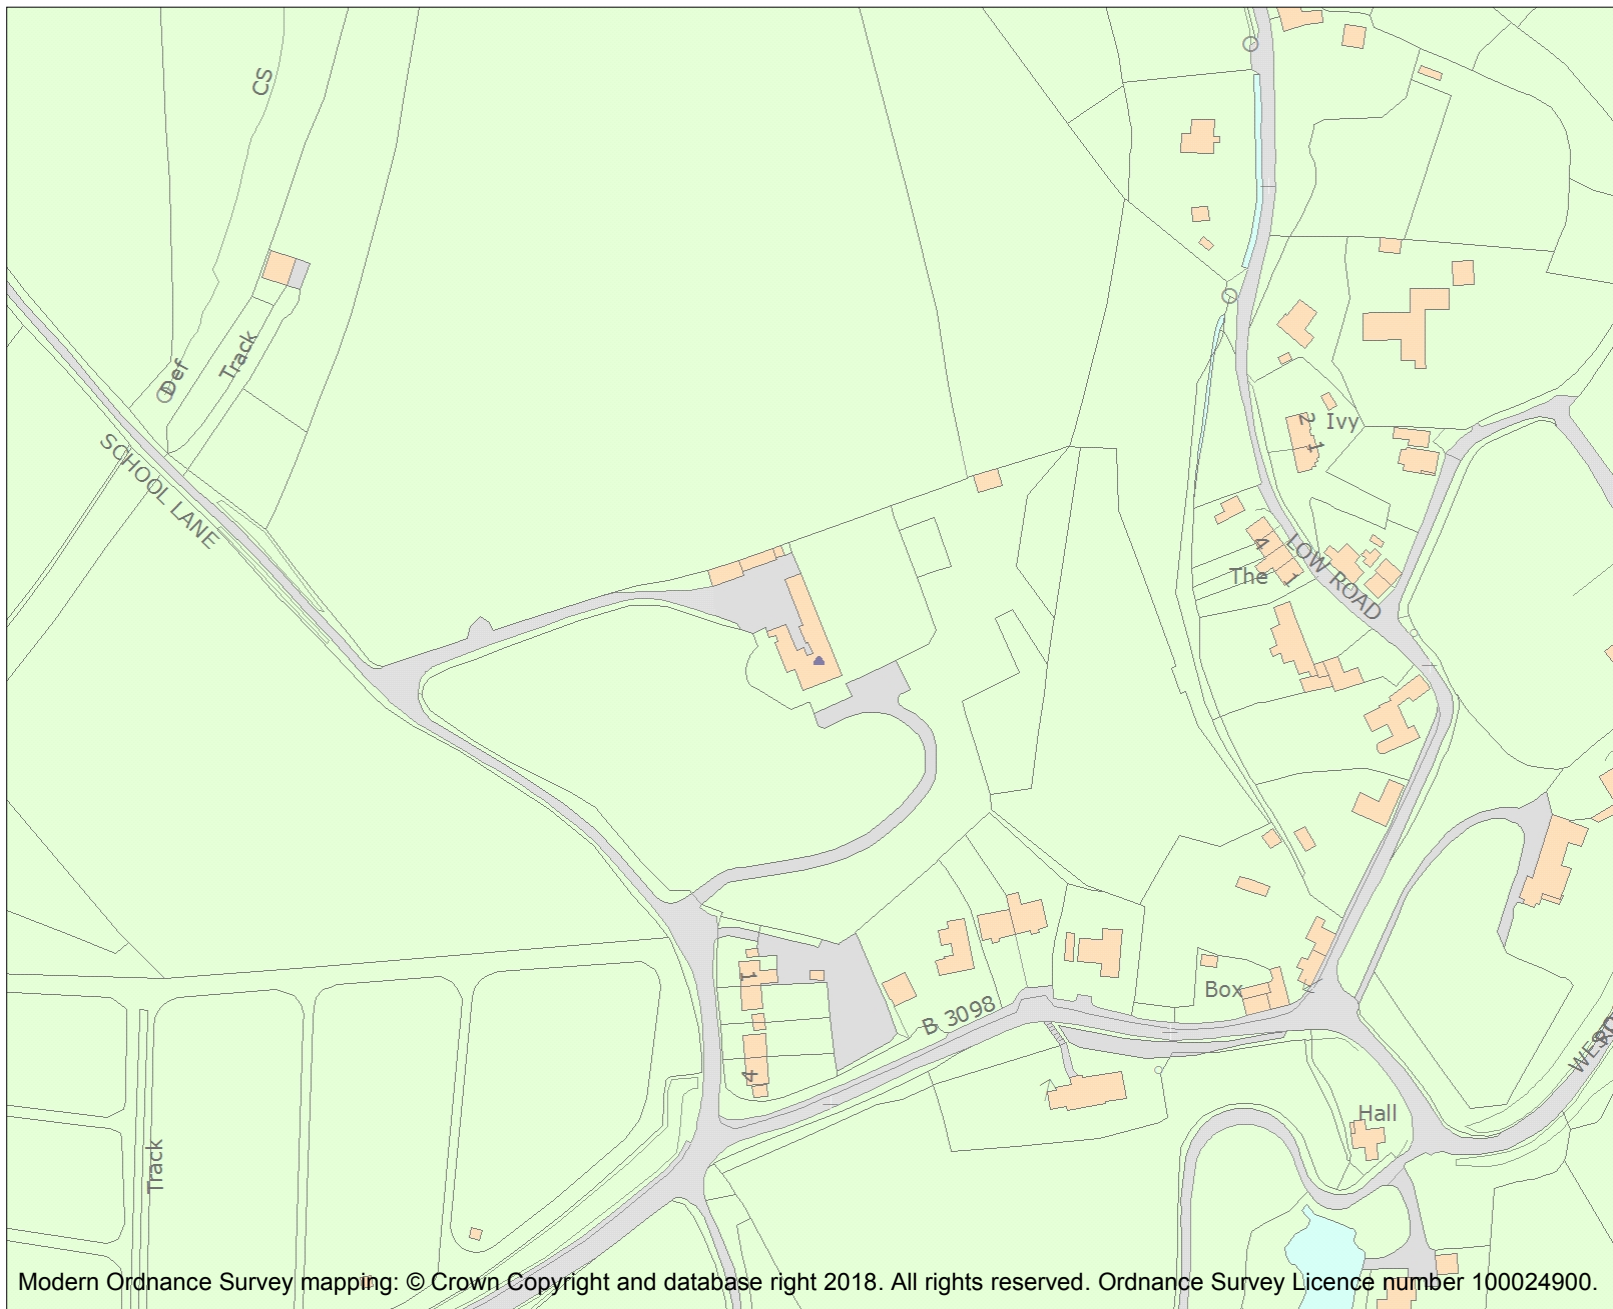 CS
Def
Track
SCHOOL LANE
2
1
Ivy
4
1
The
LOW ROAD
1
4
Box
B 3098
Hall
Track
Modern Ordnance Survey mapping: © Crown Copyright and database right 2018. All rights reserved. Ordnance Survey Licence number 100024900.